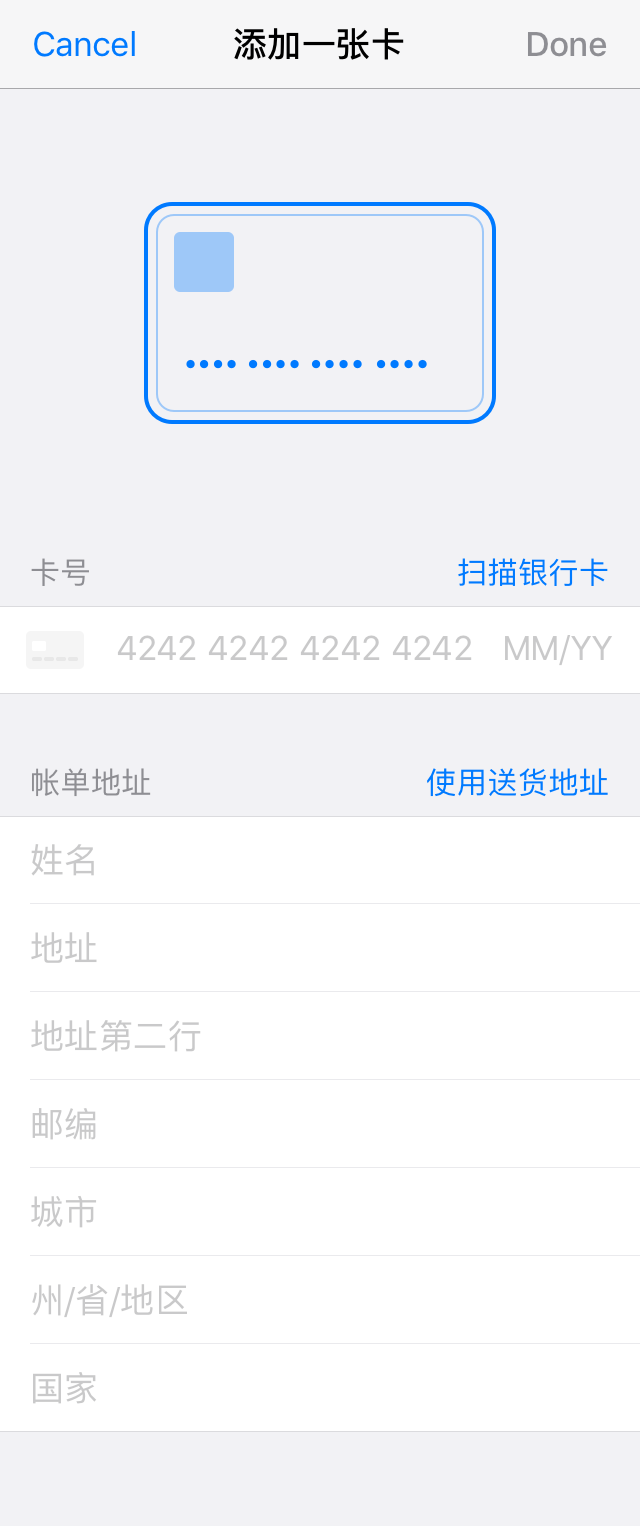 Cancel 添加一张卡 Done
•••• •••• •••• ••••
卡号 扫描银行卡
4242 4242 4242 4242 MM/YY
帐单地址 使用送货地址
姓名
地址
地址第二行
邮编
城市
州/省/地区
国家